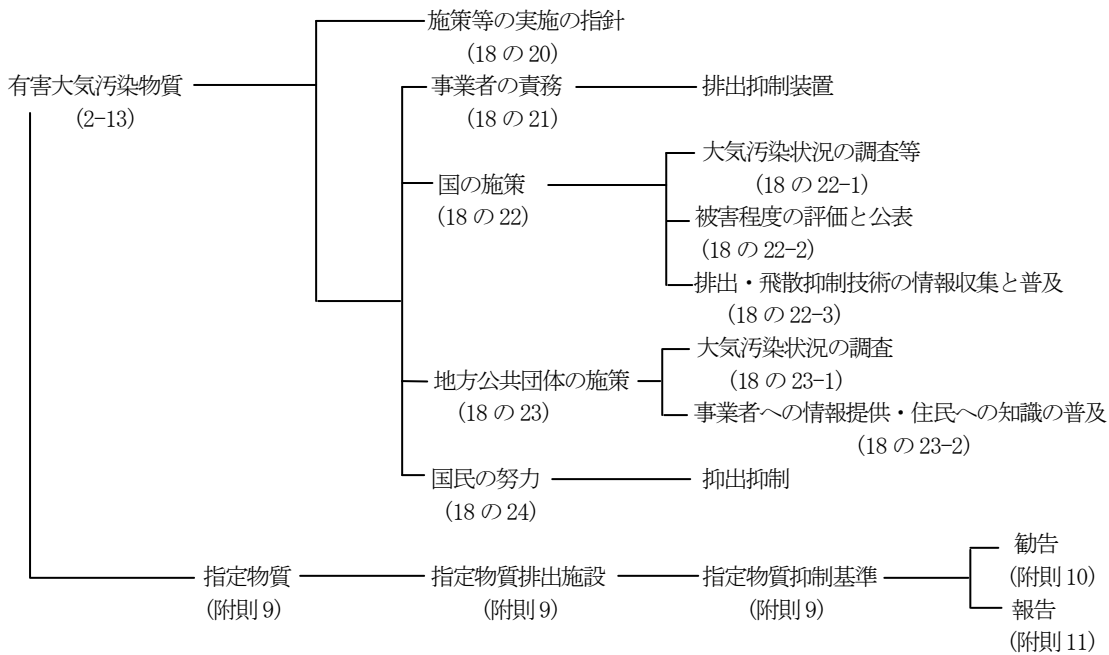 施策等の実施の指針
(18 の 20)
有害大気汚染物質
(2-13)
事業者の責務
(18 の 21)
排出抑制装置
国の施策
(18 の 22)
大気汚染状況の調査等
(18 の 22-1)
被害程度の評価と公表
(18 の 22-2)
排出・飛散抑制技術の情報収集と普及
(18 の 22-3)
地方公共団体の施策
(18 の 23)
大気汚染状況の調査
(18 の 23-1)
事業者への情報提供・住民への知識の普及
(18 の 23-2)
国民の努力
(18 の 24)
抑出抑制
指定物質
(附則 9)
指定物質排出施設
(附則 9)
指定物質抑制基準
(附則 9)
勧告
(附則 10)
報告
(附則 11)